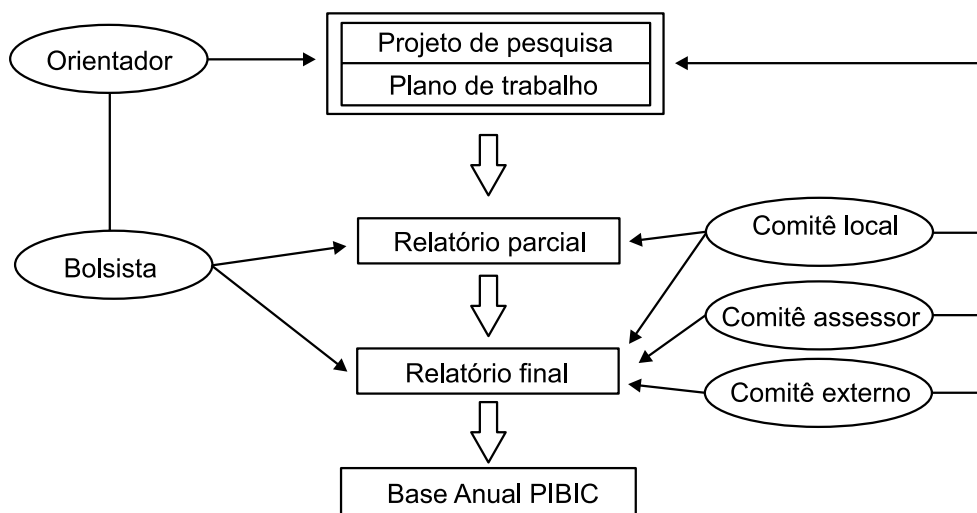 Orientador
Projeto de pesquisa
Plano de trabalho
Bolsista
Relatório parcial
Comitê local
Comitê assessor
Relatório final
Comitê externo
Base Anual PIBIC